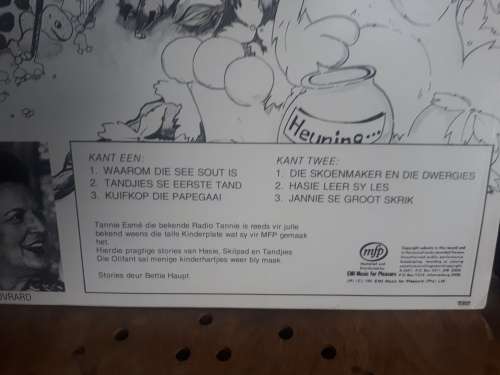 Heuning...
KANT EEN:
1. WAAROM DIE SEE SOUT IS
2. TANDJIES SE EERSTE TAND
3. KUIFKOP DIE PAPEGAAI
KANT TWEE:
1. DIE SKOENMAKER EN DIE DWERGIES
2. HASIE LEER SY LES
3. JANNIE SE GROOT SKRIK
Tannie Esmé die bekende Radio Tannie is reeds vir julle
bekend weens die talle Kinderplate wat sy vir MFP gemaak
het.
Hierdie pragtige stories van Hasie, Skilpad en Tandjies
Die Olifant sal menige kinderhartjies weer bly maak.
Stories deur Bettie Haupt.
mfp
EMI Music for Pleasure